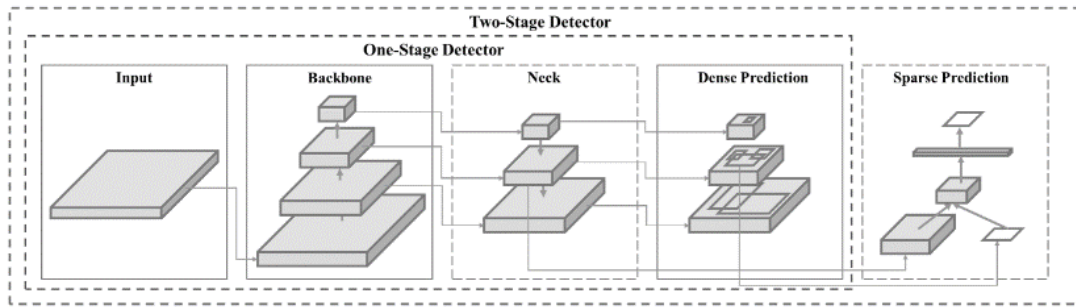 Two-Stage Detector
One-Stage Detector
Input
Backbone
Neck
Dense Prediction
Sparse Prediction